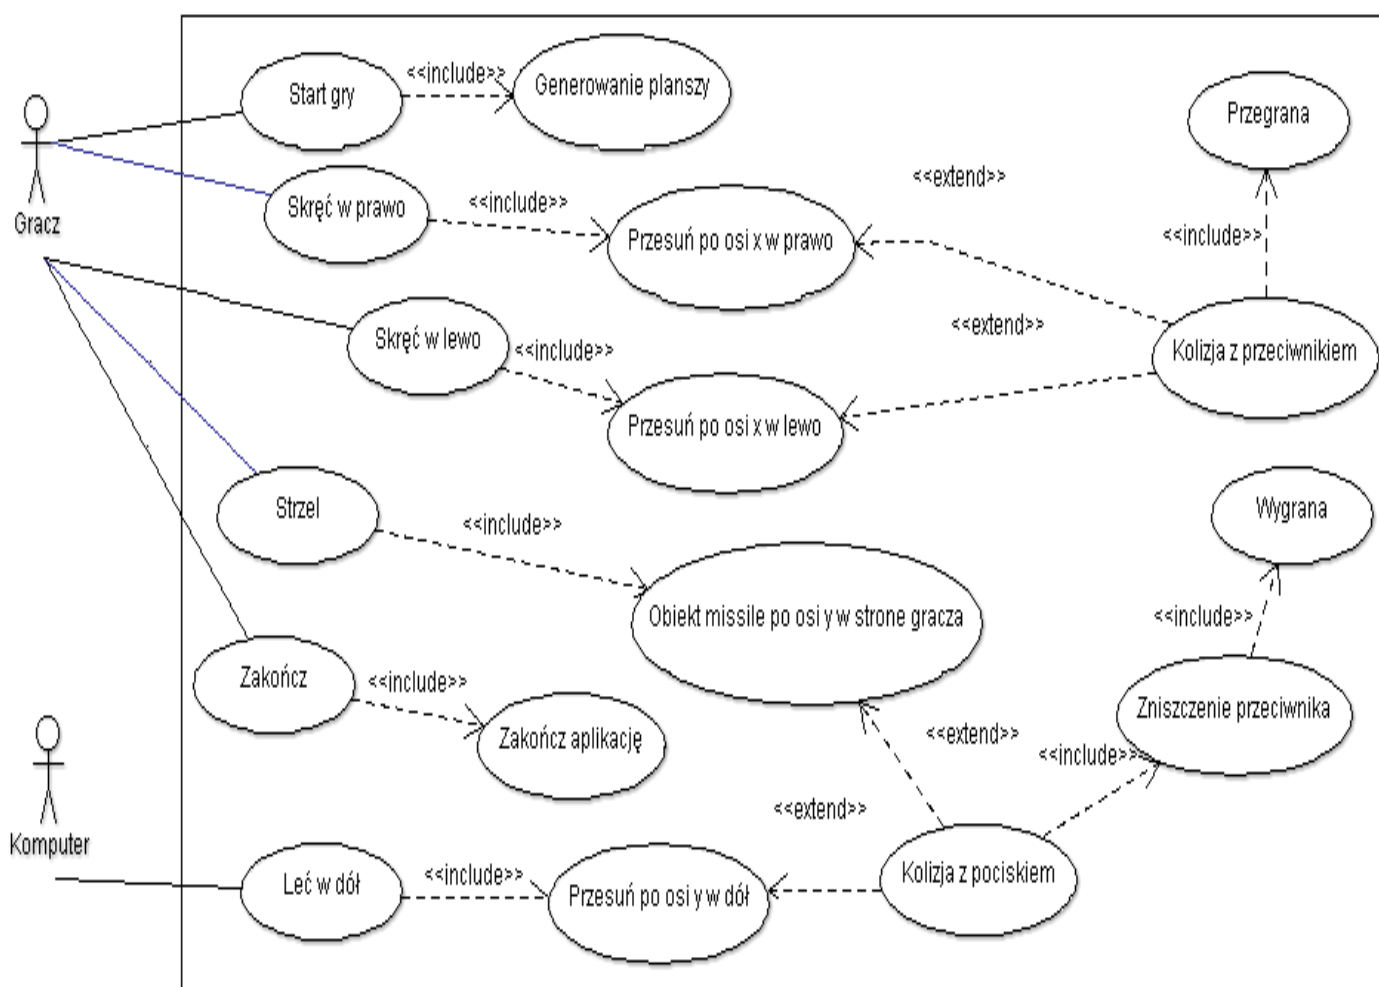 <<include>>
Generowanie planszy
Start gry
Przegrana
Gracz
Skręć w prawo
<<include>>
<<extend>>
Przesuń po osi x w prawo
<<include>>
Skręć w lewo
<<include>>
<<extend>>
Kolizja z przeciwnikiem
Przesuń po osi x w lewo
Strzel
<<include>>
Wygrana
Obiekt missile po osi y w strone gracza
<<include>>
Zakończ
<<include>>
Zakończ aplikację
<<extend>>
Zniszczenie przeciwnika
<<include>>
Komputer
<<extend>>
Leć w dół
<<include>>
Przesuń po osi y w dół
Kolizja z pociskiem